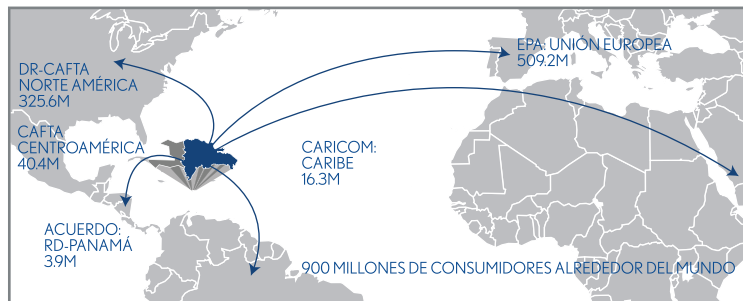 DR-CAFTA
NORTE AMÉRICA
325.6M
CAFTA
CENTROAMÉRICA
40.4M
ACUERDO:
RD-PANAMÁ
3.9M
CARICOM:
CARIBE
16.3M
EPA: UNIÓN EUROPEA
509.2M
900 MILLONES DE CONSUMIDORES ALREDEDOR DEL MUNDO